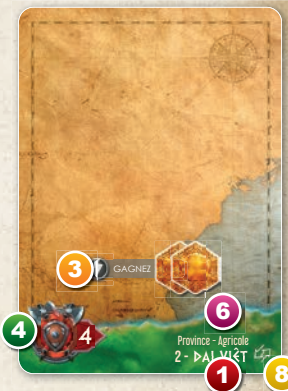 3 GAGNEZ
6
4 4
Province - Agricole
2 - ĐẠI VIỆT
1 8